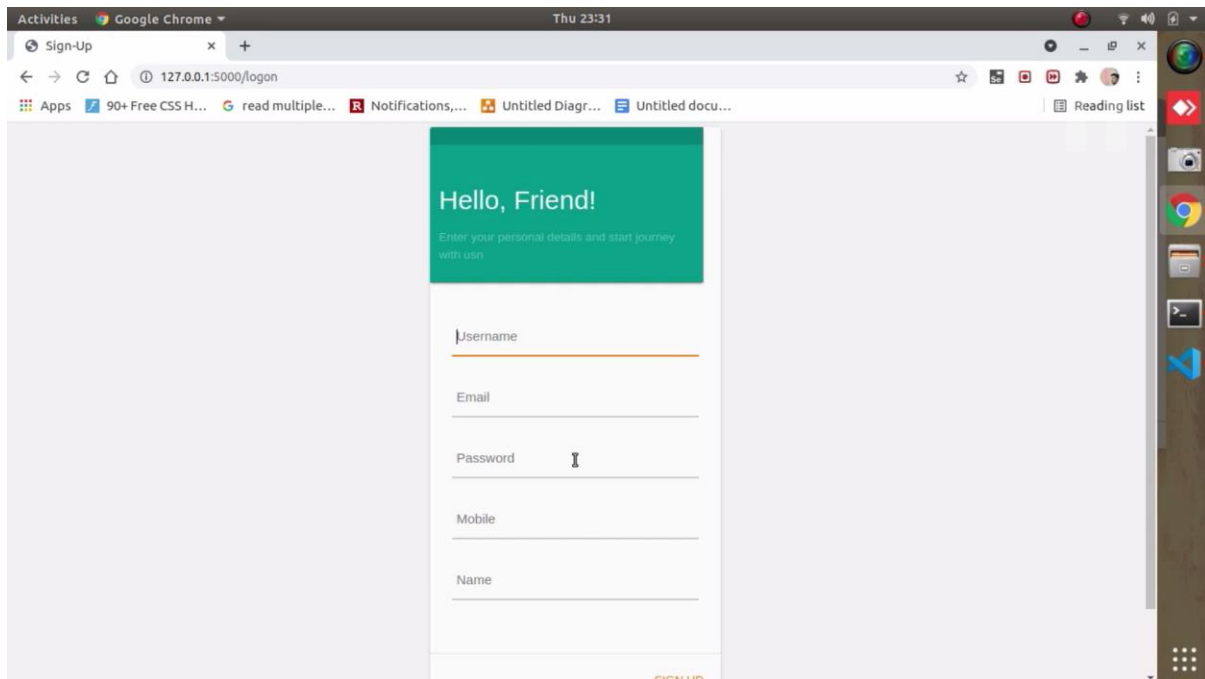 Activities Google Chrome Thu 23:31
Sign-Up
127.0.0.1:5000/logon
Apps 90+ Free CSS H... G read multiple... R Notifications,... Untitled Diagr... Untitled docu... Reading list
Hello, Friend!
Enter your personal details and start journey
with usn
Username
Email
Password
Mobile
Name
SIGN UP